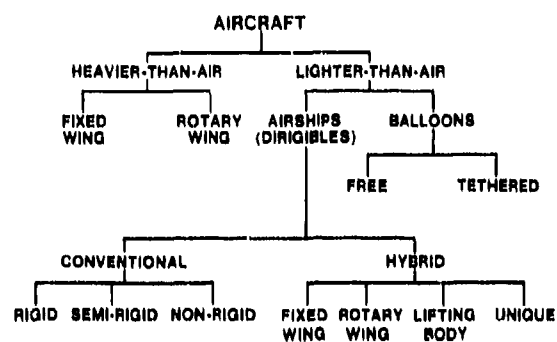 AIRCRAFT
HEAVIER-THAN-AIR LIGHTER-THAN-AIR
FIXED WING
ROTARY WING
AIRSHIPS (DIRIGIBLES)
BALLOONS
FREE TETHERED
CONVENTIONAL HYBRID
RIGID SEMI-RIGID NON-RIGID
FIXED WING
ROTARY WING
LIFTING BODY
UNIQUE